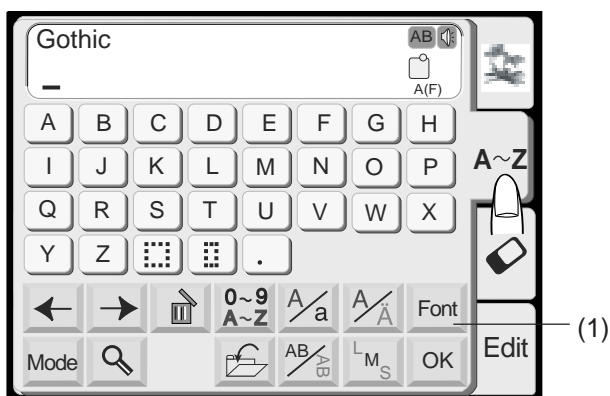 Gothic AB
A(F)
A B C D E F G H
I J K L M N O P A~Z
Q R S T U V W X
Y Z .
0~9
A~Z A/a A/Ä Font (1)
Mode AB/AB L M S OK Edit